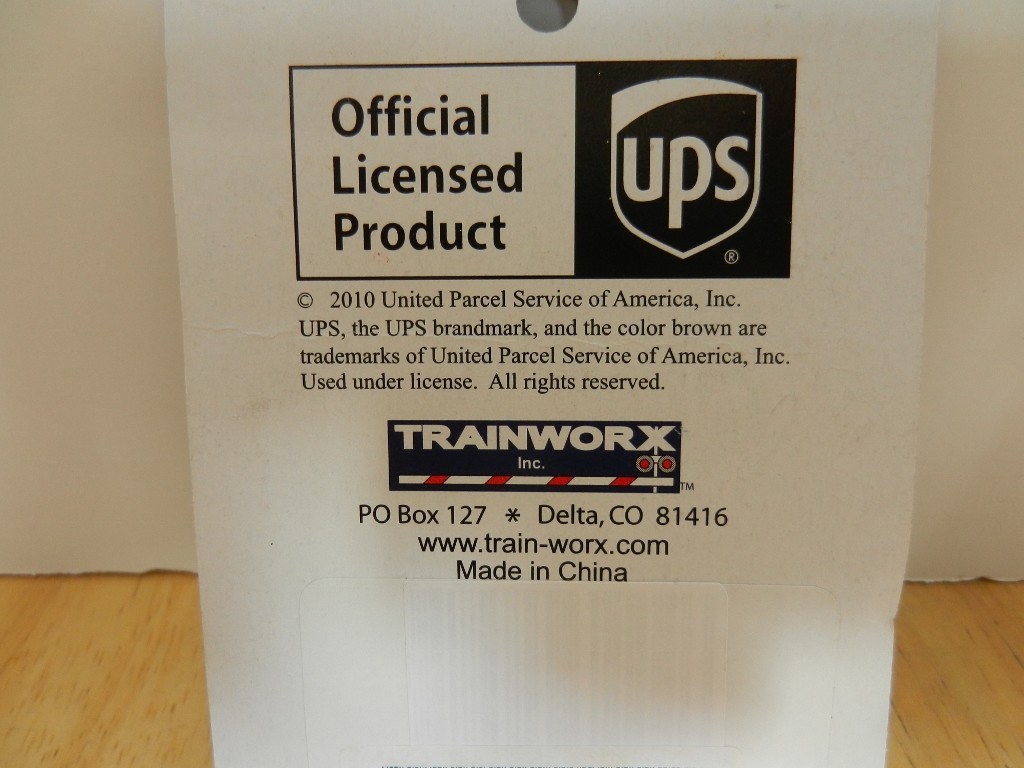 Official
Licensed
Product
ups
®
© 2010 United Parcel Service of America, Inc.
UPS, the UPS brandmark, and the color brown are
trademarks of United Parcel Service of America, Inc.
Used under license. All rights reserved.
TRAINWORX
Inc.
TM
PO Box 127 * Delta, CO 81416
www.train-worx.com
Made in China